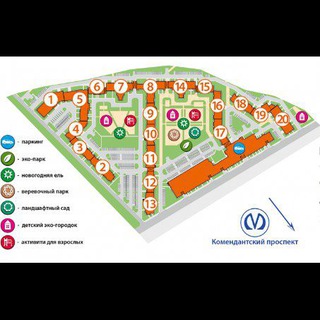 6 7 8 14 15
1 5
9
16
18
19
20
10
4
11
17
3
12
2
13
паркинг
эко-парк
новогодняя ель
веревочный парк
ландшафтный сад
детский эко-городок
активити для взрослых
М
Комендантский проспект